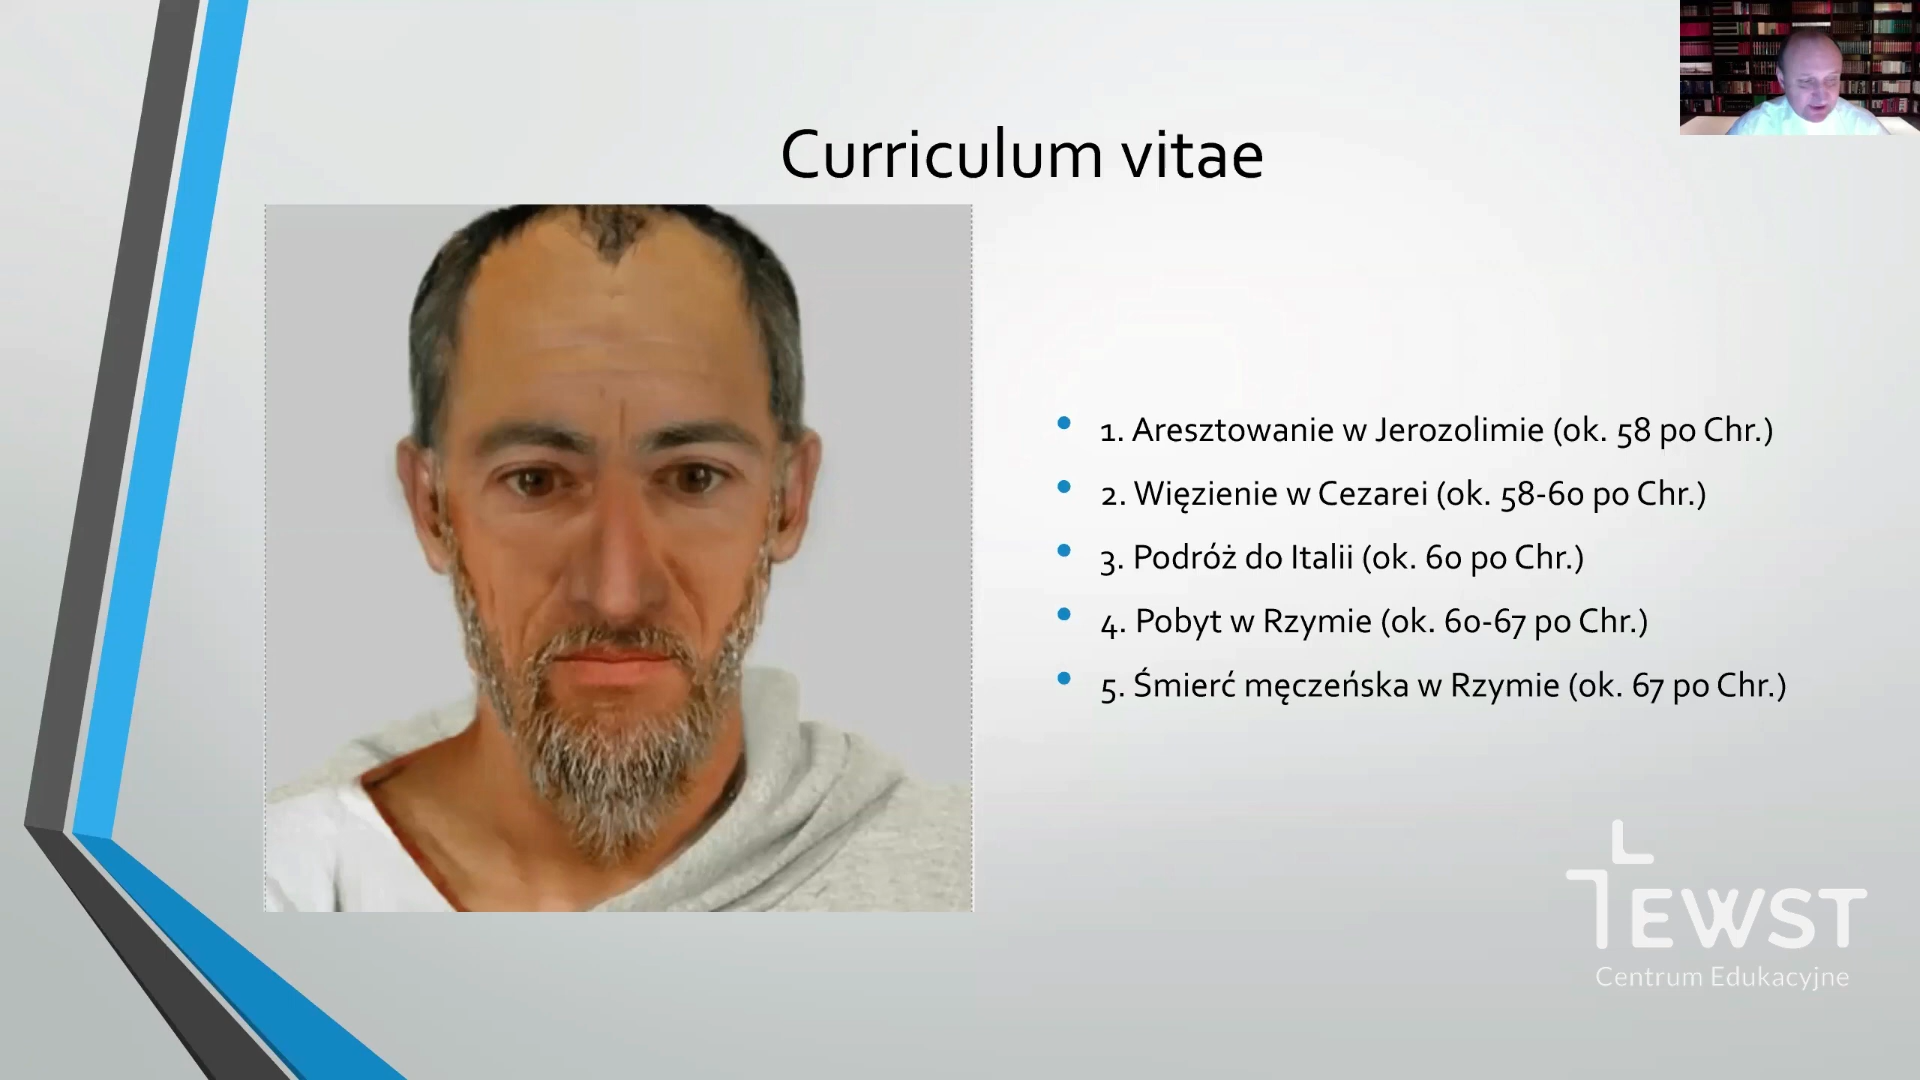 Curriculum vitae
• 1. Aresztowanie w Jerozolimie (ok. 58 po Chr.)
• 2. Więzienie w Cezarei (ok. 58-60 po Chr.)
• 3. Podróż do Italii (ok. 60 po Chr.)
• 4. Pobyt w Rzymie (ok. 60-67 po Chr.)
• 5. Śmierć męczeńska w Rzymie (ok. 67 po Chr.)
EWST
Centrum Edukacyjne